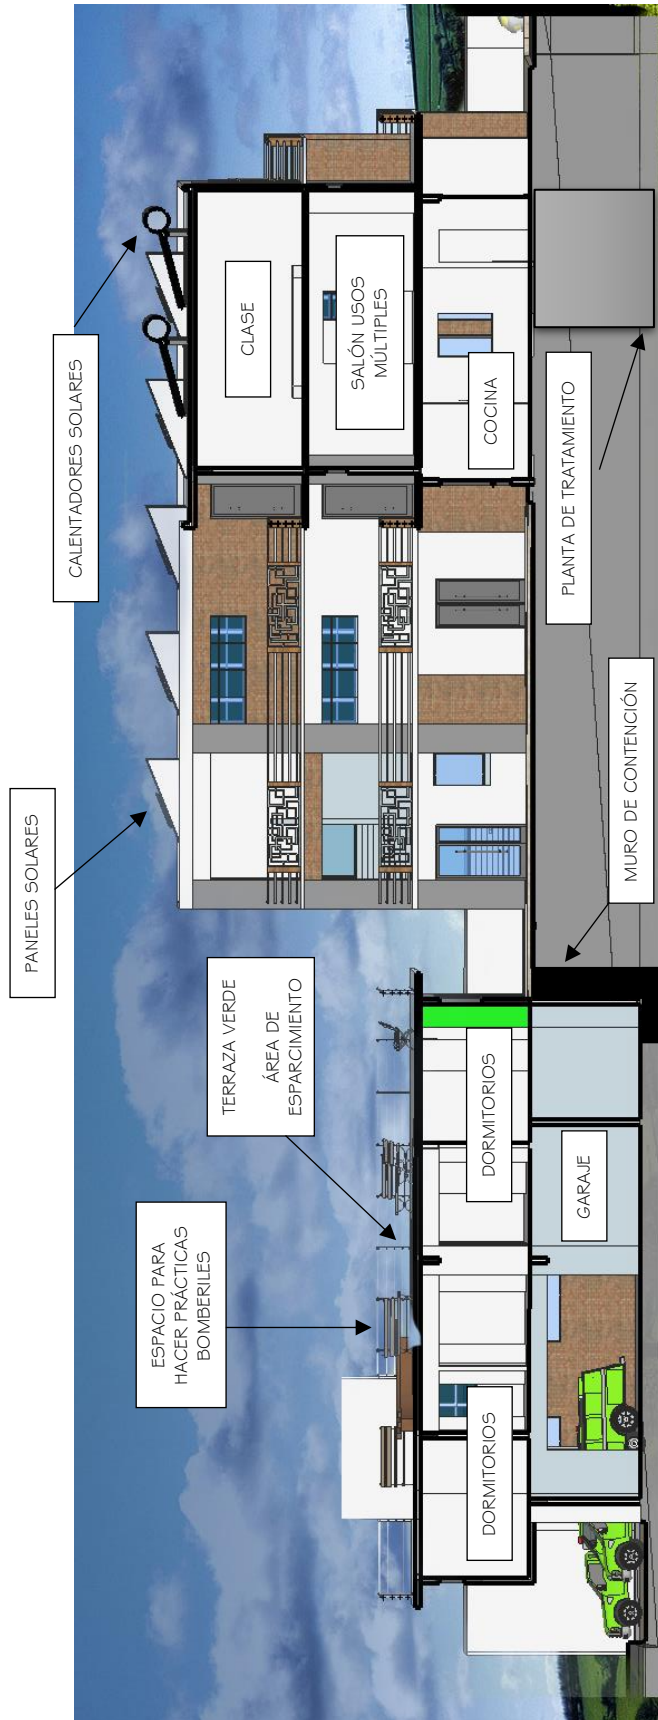 PANELES SOLARES
CALENTADORES SOLARES
ESPACIO PARA
HACER PRÁCTICAS
BOMBERILES
TERRAZA VERDE
ÁREA DE
ESPARCIMIENTO
CLASE
SALÓN USOS
MÚLTIPLES
DORMITORIOS
DORMITORIOS
COCINA
GARAJE
MURO DE CONTENCIÓN
PLANTA DE TRATAMIENTO